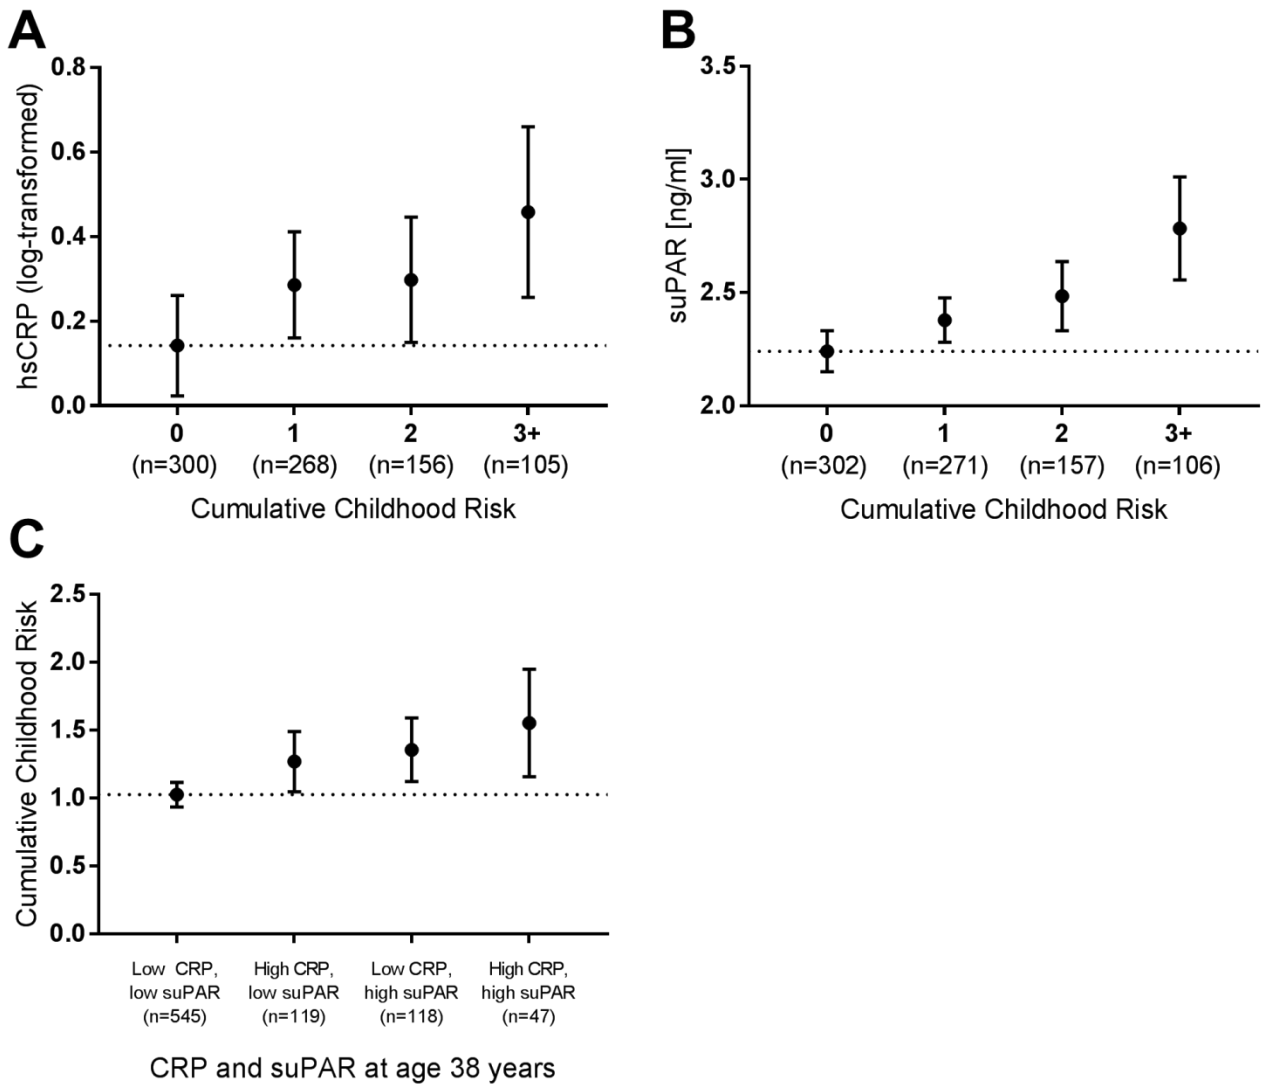 A
hsCRP (log-transformed)
0.8
0.6
0.4
0.2
0.0
0 1 2 3+
(n=300) (n=268) (n=156) (n=105)
Cumulative Childhood Risk
B
suPAR [ng/ml]
3.5
3.0
2.5
2.0
0 1 2 3+
(n=302) (n=271) (n=157) (n=106)
Cumulative Childhood Risk
C
Cumulative Childhood Risk
2.5
2.0
1.5
1.0
0.5
0.0
Low CRP, High CRP, Low CRP, High CRP,
low suPAR low suPAR high suPAR high suPAR
(n=545) (n=119) (n=118) (n=47)
CRP and suPAR at age 38 years